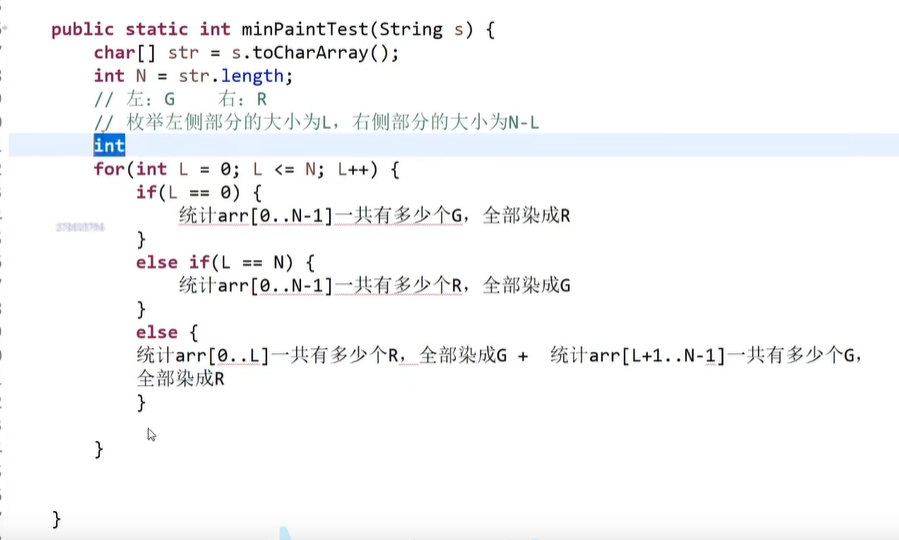 public static int minPaintTest(String s) {
char[] str = s.toCharArray();
int N = str.length;
// 左：G 右：R
// 枚举左侧部分的大小为L，右侧部分的大小为N-L
int
for(int L = 0; L <= N; L++) {
if(L == 0) {
统计arr[0..N-1]一共有多少个G，全部染成R
}
else if(L == N) {
统计arr[0..N-1]一共有多少个R，全部染成G
}
else {
统计arr[0..L]一共有多少个R，全部染成G + 统计arr[L+1..N-1]一共有多少个G，
全部染成R
}
}
}